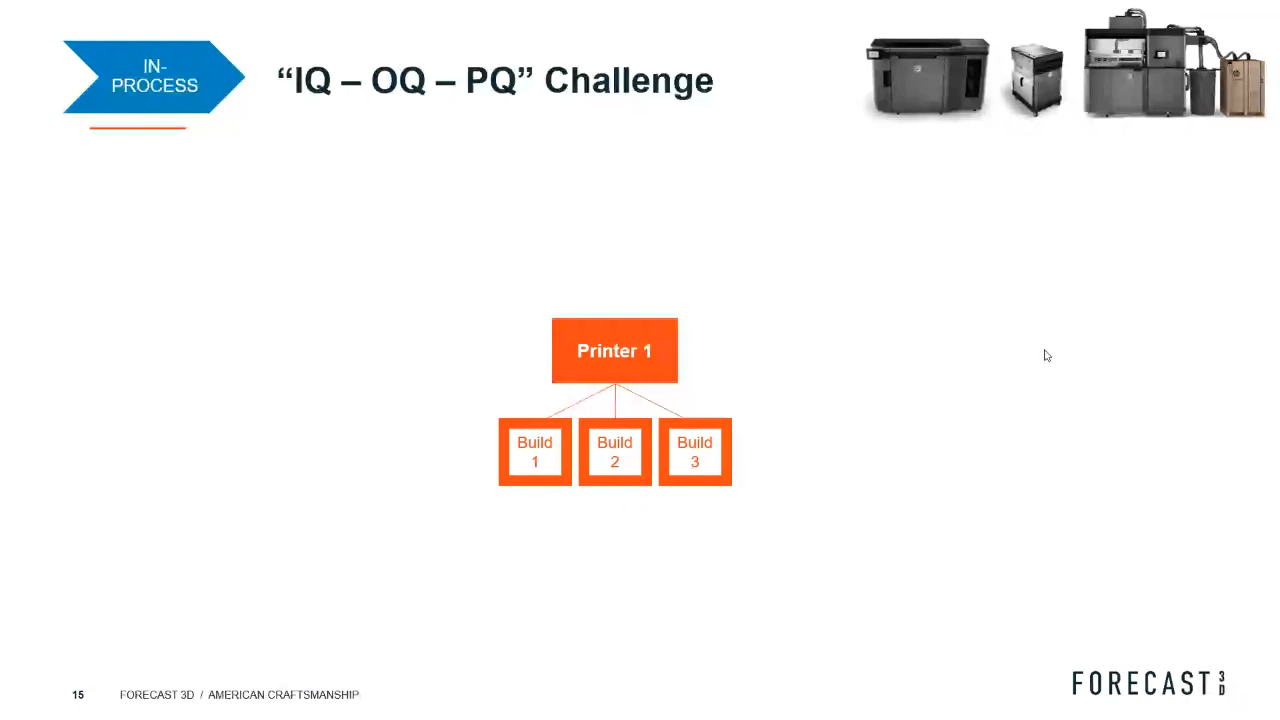 IN-
PROCESS
“IQ – OQ – PQ” Challenge
Printer 1
Build
1
Build
2
Build
3
15
FORECAST 3D / AMERICAN CRAFTSMANSHIP
FORECAST 3D